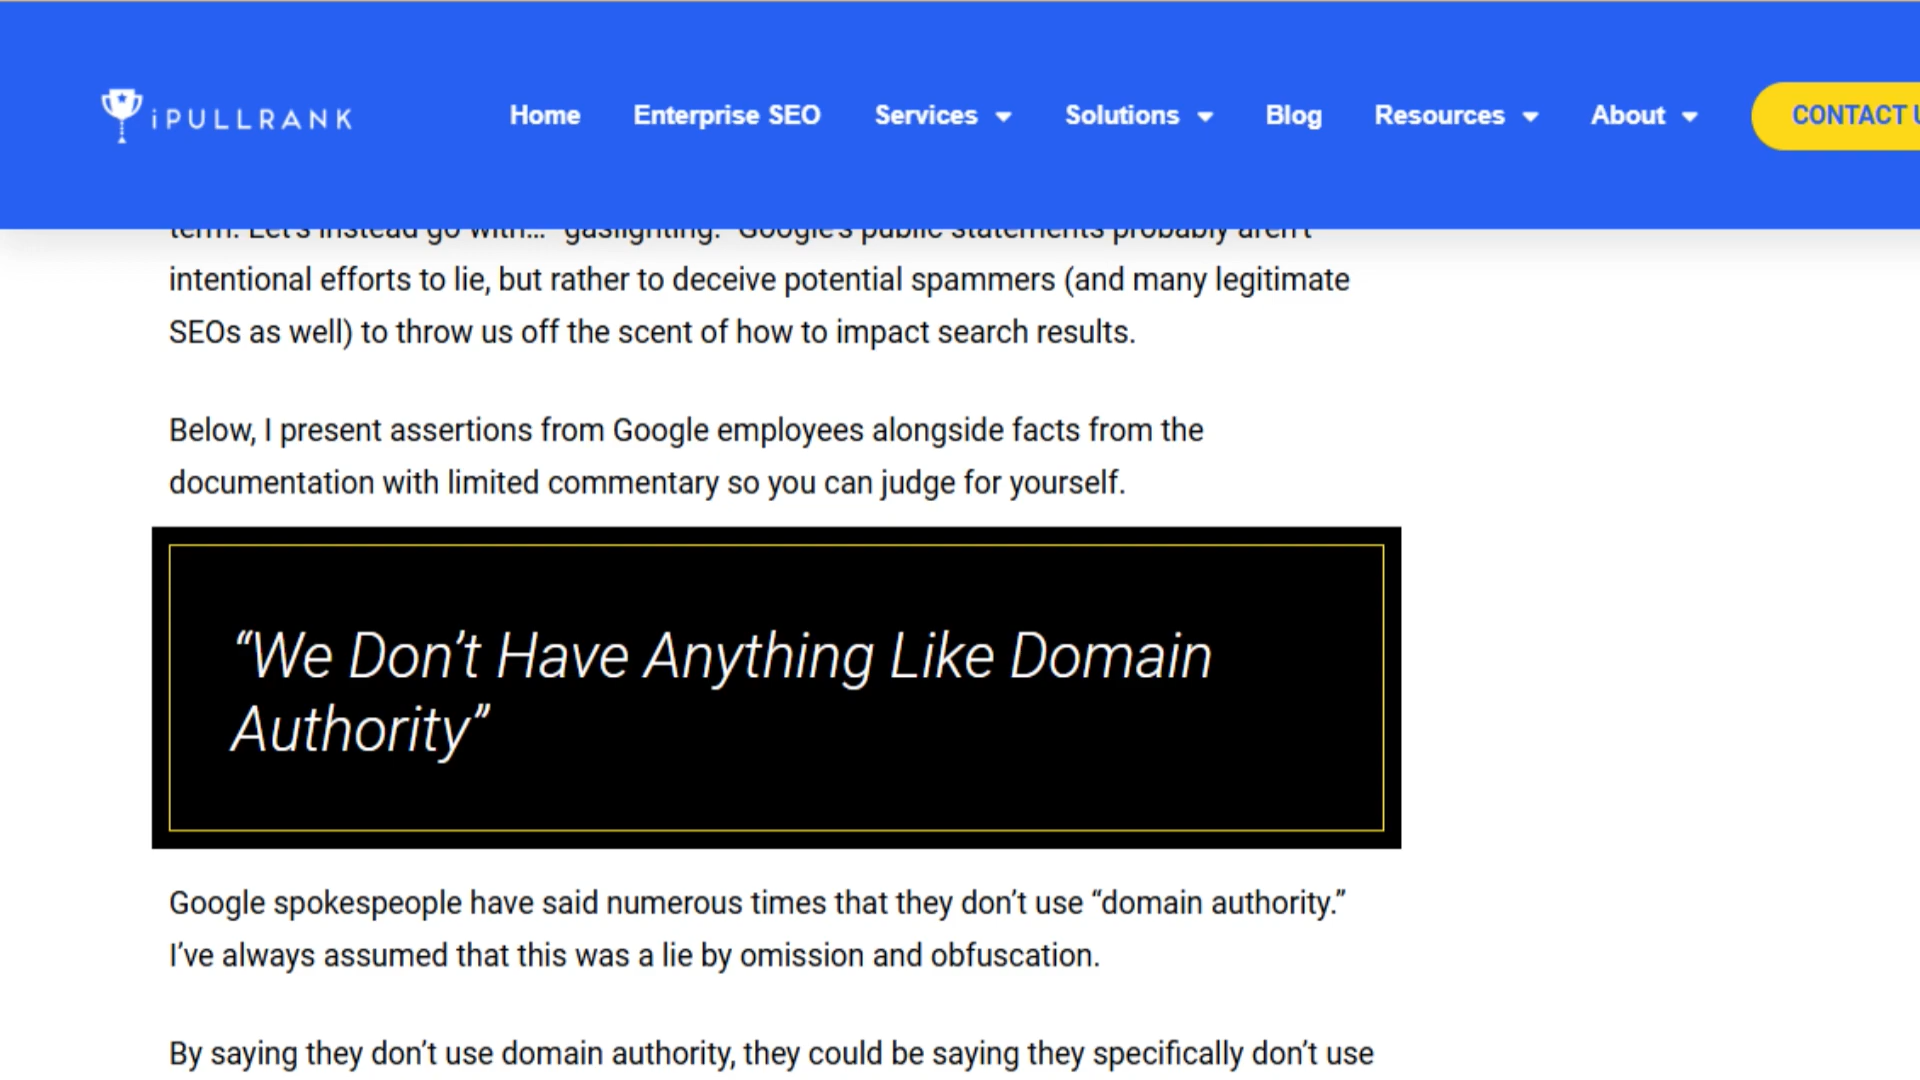 iPULLRANK
Home Enterprise SEO Services Solutions Blog Resources About CONTACT U
term. Let's instead go with... "gaslighting." Google's public statements probably aren't
intentional efforts to lie, but rather to deceive potential spammers (and many legitimate
SEOs as well) to throw us off the scent of how to impact search results.
Below, I present assertions from Google employees alongside facts from the
documentation with limited commentary so you can judge for yourself.
“We Don’t Have Anything Like Domain
Authority”
Google spokespeople have said numerous times that they don’t use “domain authority.”
I’ve always assumed that this was a lie by omission and obfuscation.
By saying they don’t use domain authority, they could be saying they specifically don’t use